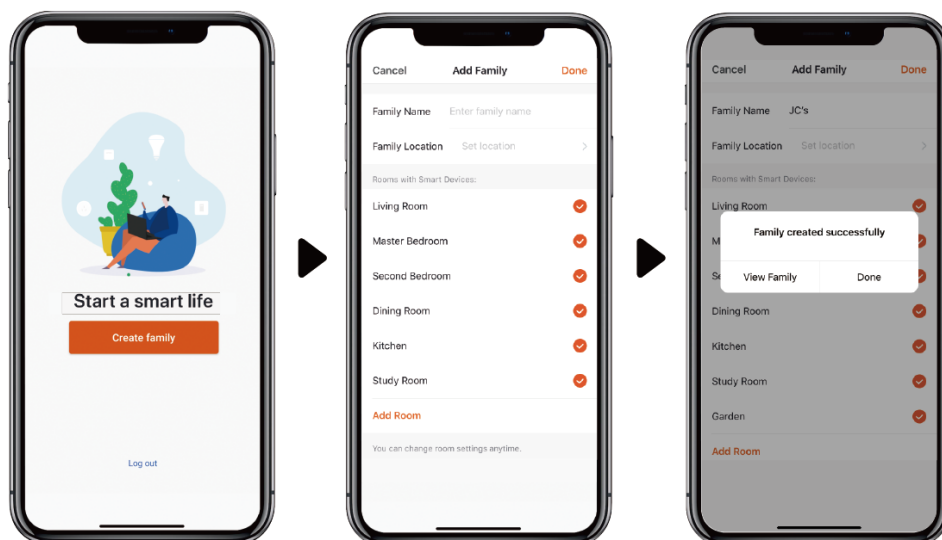 Start a smart life
Create family
Log out
Cancel Add Family Done
Family Name Enter family name
Family Location Set location
Rooms with Smart Devices:
Living Room
Master Bedroom
Second Bedroom
Dining Room
Kitchen
Study Room
Add Room
You can change room settings anytime.
Cancel Add Family Done
Family Name JC's
Family Location Set location
Rooms with Smart Devices:
Living Room
Family created successfully
M
View Family Done
Se
Dining Room
Kitchen
Study Room
Garden
Add Room